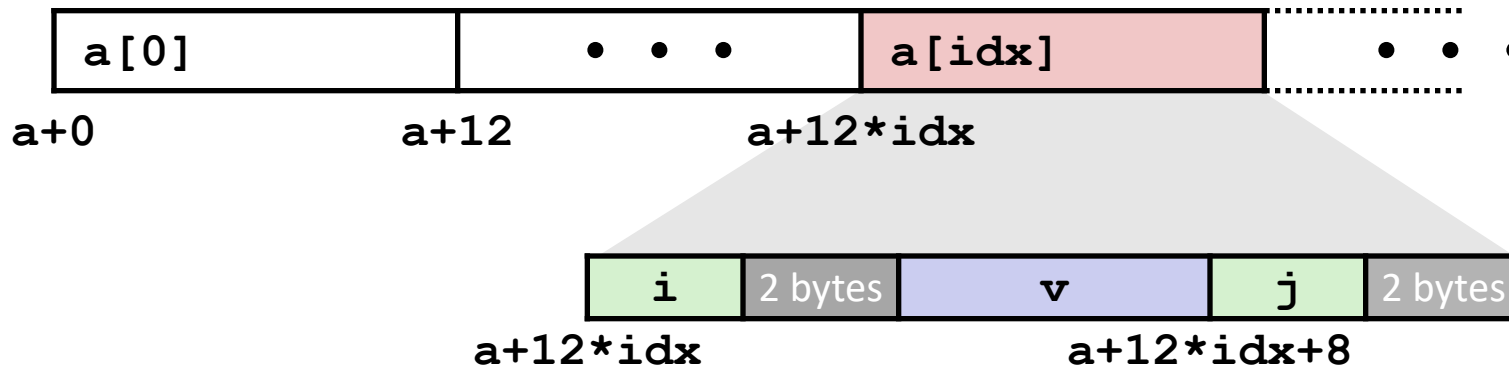 a[0] • • • a[idx] • • •
a+0 a+12 a+12*idx
i 2 bytes v j 2 bytes
a+12*idx a+12*idx+8